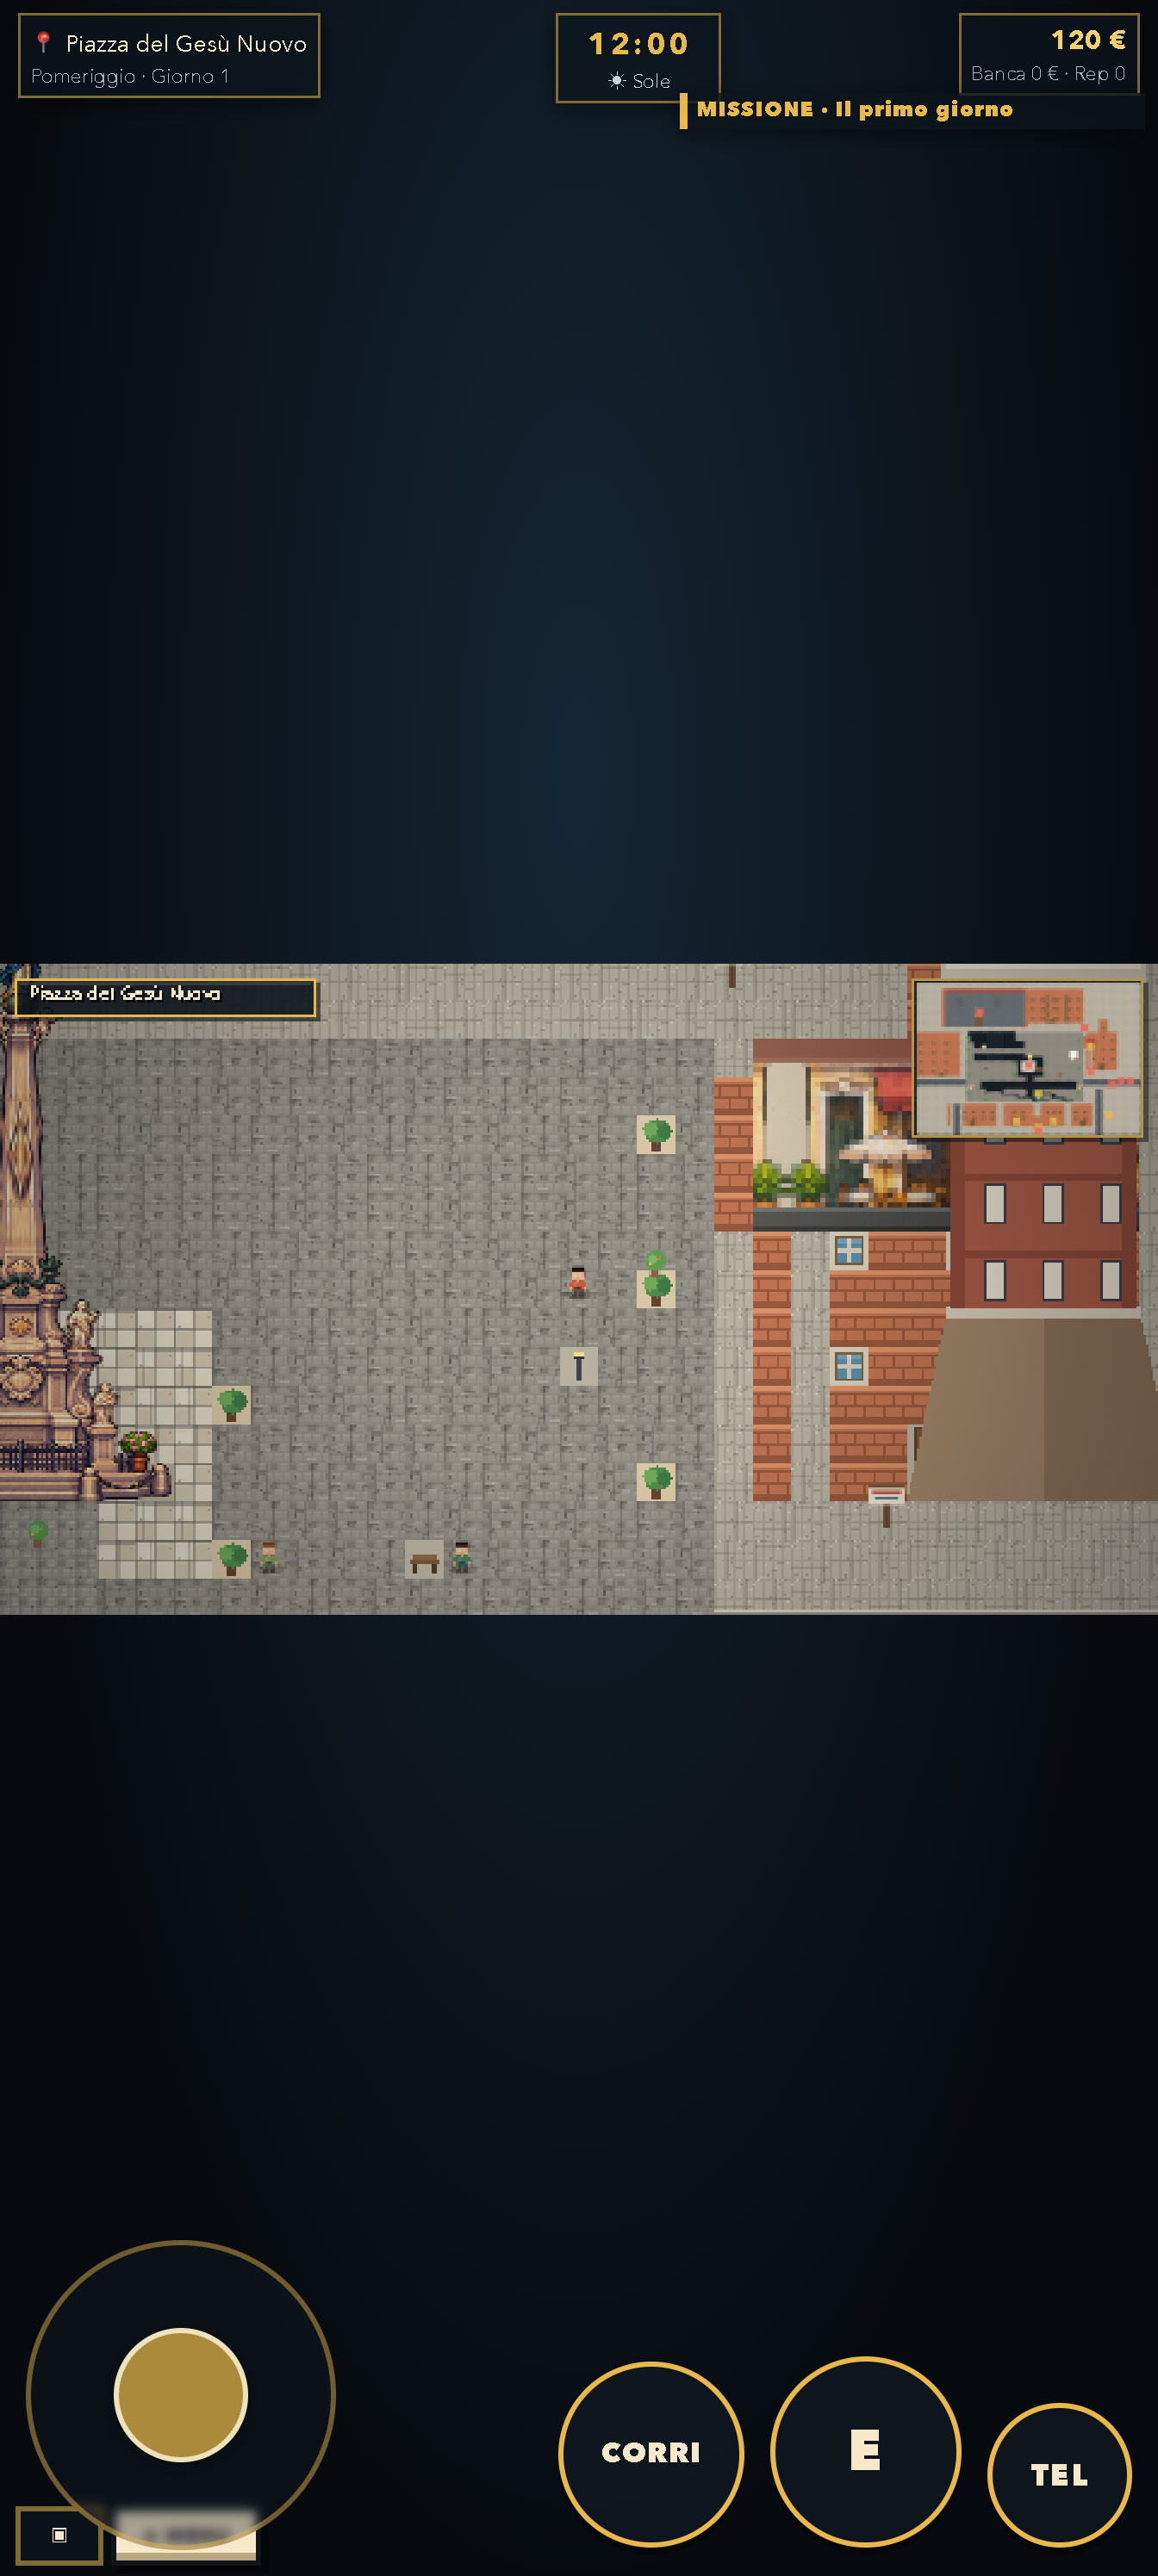 Piazza del Gesù Nuovo
Pomeriggio · Giorno 1
12:00
Sole
120 €
Banca 0 € · Rep 0
MISSIONE · Il primo giorno
Piazza del Gesù Nuovo
CORRI
E
TEL